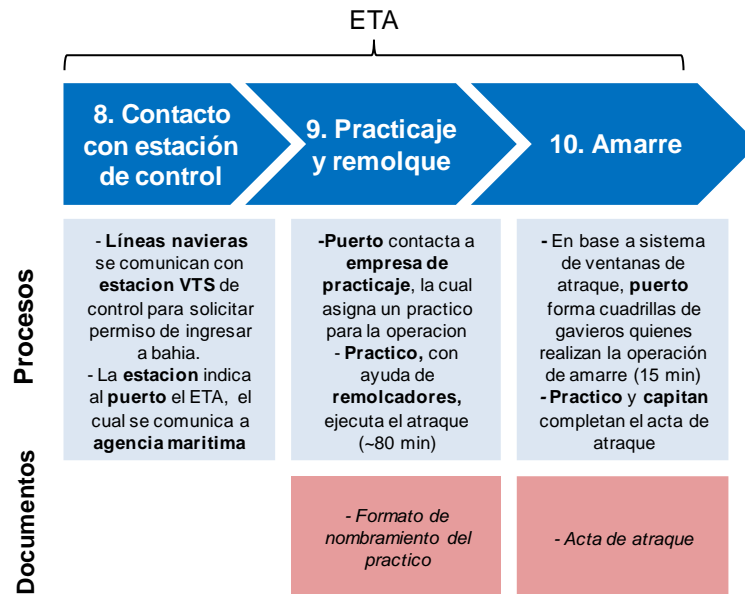 ETA
8. Contacto
con estación
de control
9. Practicaje
y remolque
10. Amarre
Procesos
- Líneas navieras
se comunican con
estacion VTS de
control para solicitar
permiso de ingresar
a bahia.
- La estacion indica
al puerto el ETA, el
cual se comunica a
agencia maritima
-Puerto contacta a
empresa de
practicaje, la cual
asigna un practico
para la operacion
- Practico, con
ayuda de
remolcadores,
ejecuta el atraque
(~80 min)
- En base a sistema
de ventanas de
atraque, puerto
forma cuadrillas de
gavieros quienes
realizan la operación
de amarre (15 min)
- Practico y capitan
completan el acta de
atraque
Documentos
- Formato de
nombramiento del
practico
- Acta de atraque